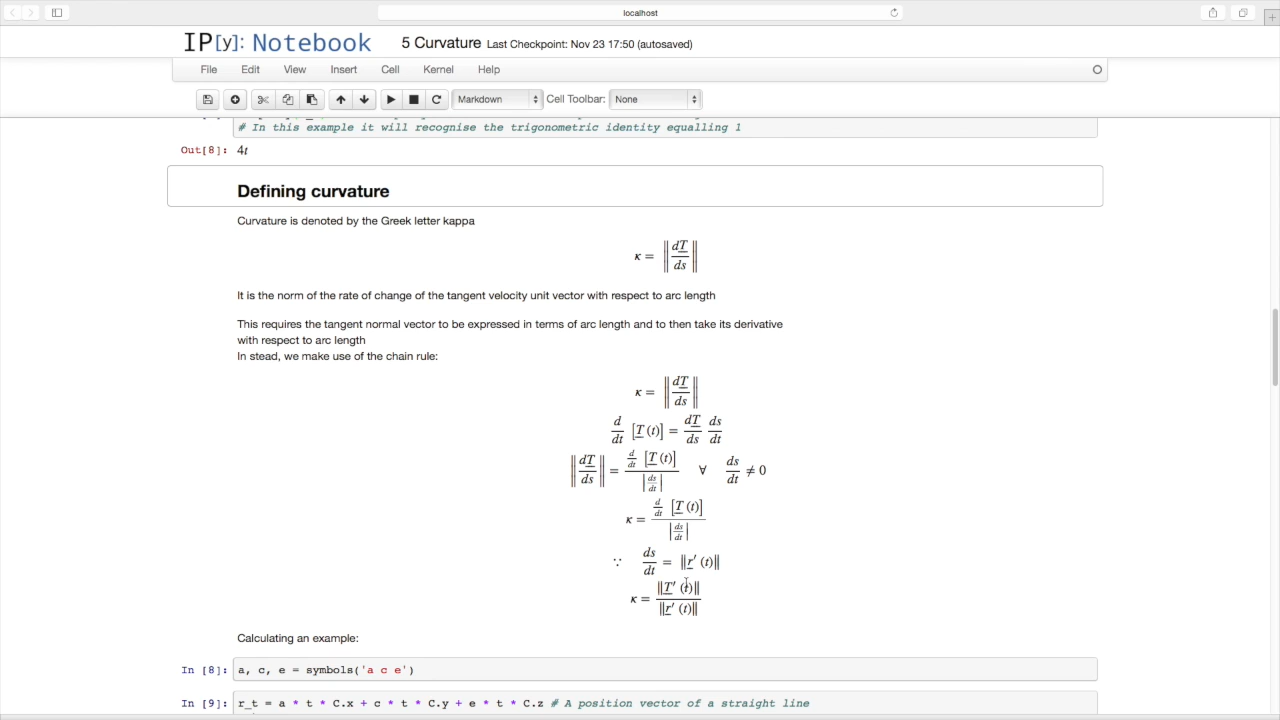 localhost
IP[y]: Notebook 5 Curvature Last Checkpoint: Nov 23 17:50 (autosaved)
File Edit View Insert Cell Kernel Help
Markdown Cell Toolbar: None
# In this example it will recognise the trigonometric identity equalling 1
Out[8]: 4t
Defining curvature
Curvature is denoted by the Greek letter kappa
κ = ‖dT/ds‖
It is the norm of the rate of change of the tangent velocity unit vector with respect to arc length
This requires the tangent normal vector to be expressed in terms of arc length and to then take its derivative
with respect to arc length
In stead, we make use of the chain rule:
κ = ‖dT/ds‖
d/dt [T(t)] = dT/ds ds/dt
‖dT/ds‖ = d/dt [T(t)] / |ds/dt| ∀ ds/dt ≠ 0
κ = d/dt [T(t)] / |ds/dt|
∵ ds/dt = ‖r′(t)‖
κ = ‖T′(t)‖ / ‖r′(t)‖
Calculating an example:
In [8]: a, c, e = symbols('a c e')
In [9]: r_t = a * t * C.x + c * t * C.y + e * t * C.z # A position vector of a straight line